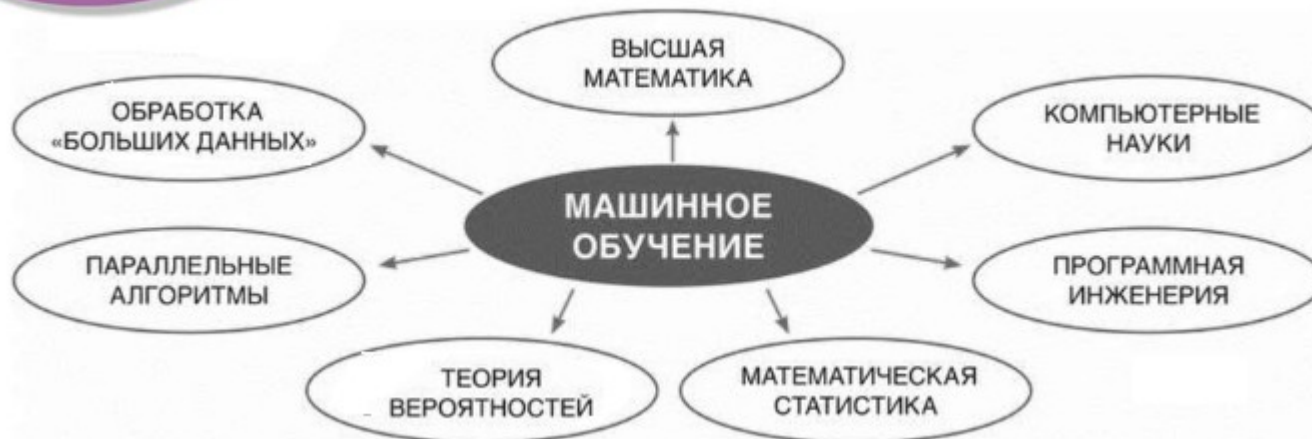 ВЫСШАЯ
МАТЕМАТИКА
ОБРАБОТКА
«БОЛЬШИХ ДАННЫХ»
КОМПЬЮТЕРНЫЕ
НАУКИ
МАШИННОЕ
ОБУЧЕНИЕ
ПАРАЛЛЕЛЬНЫЕ
АЛГОРИТМЫ
ПРОГРАММНАЯ
ИНЖЕНЕРИЯ
ТЕОРИЯ
ВЕРОЯТНОСТЕЙ
МАТЕМАТИЧЕСКАЯ
СТАТИСТИКА